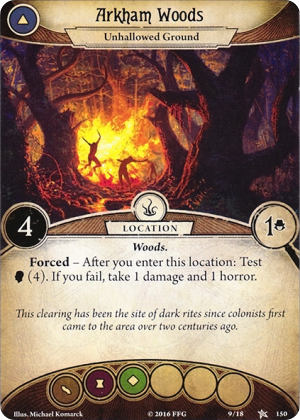 Arkham Woods
Unhallowed Ground
4
LOCATION
1
Woods.
Forced – After you enter this location: Test
(4). If you fail, take 1 damage and 1 horror.
This clearing has been the site of dark rites since colonists first
came to the area over two centuries ago.
Illus. Michael Komarck
© 2016 FFG
9/18
150